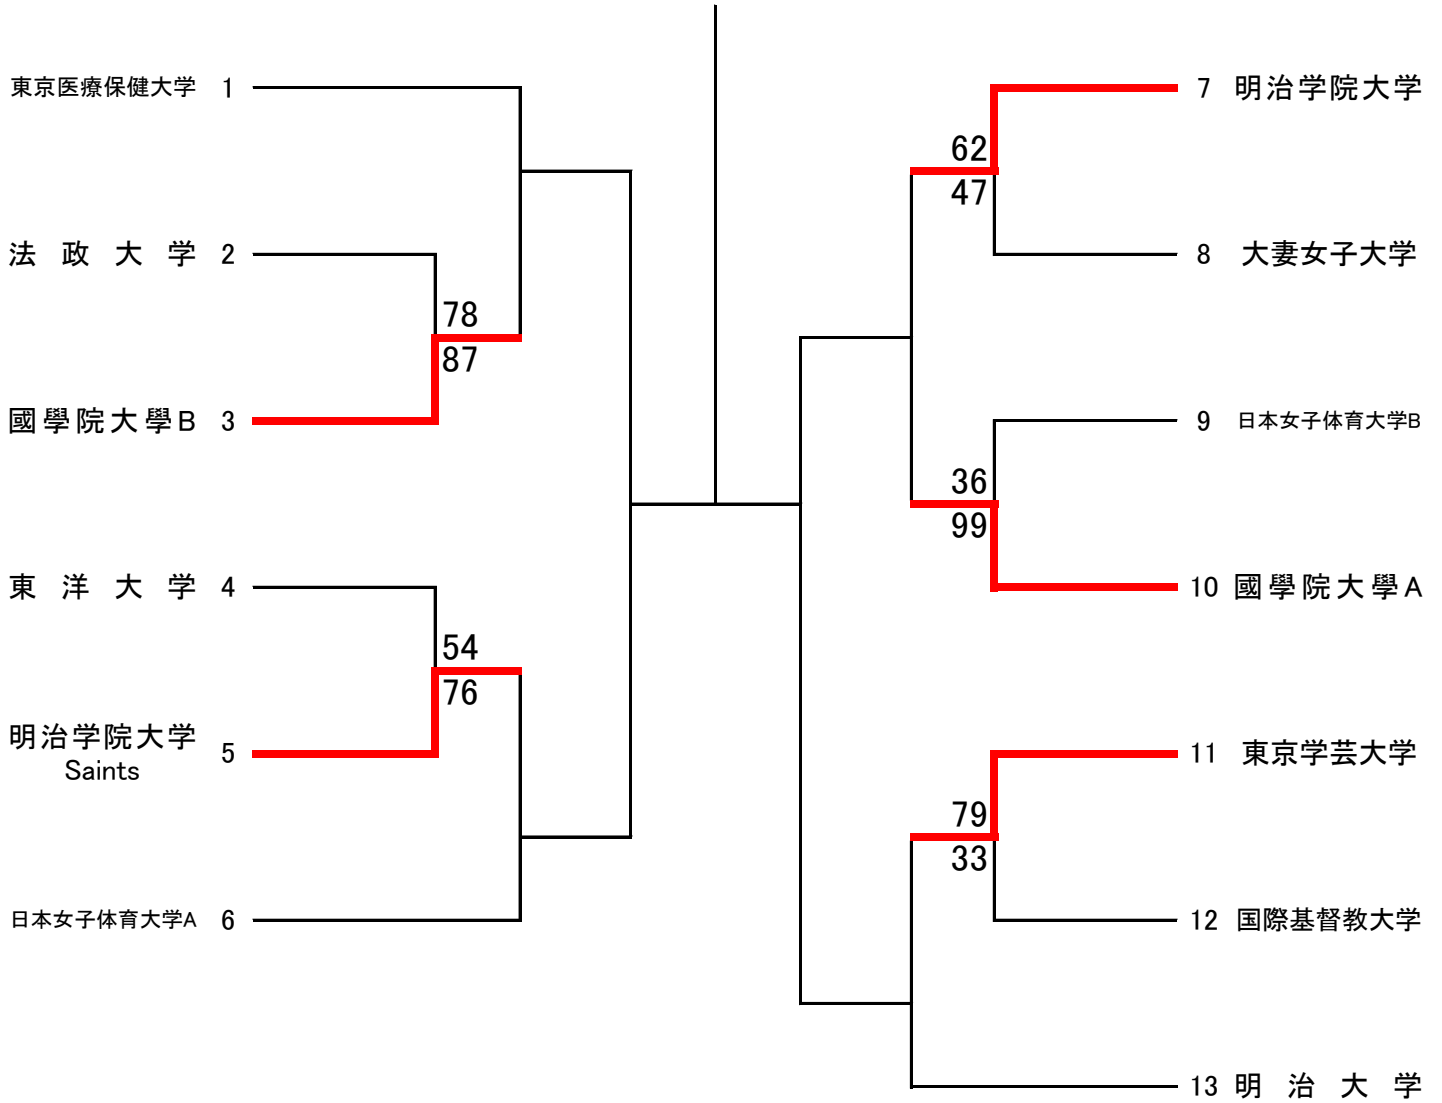 東京医療保健大学 1
法政大学 2
78
87
國學院大學B 3
東洋大学 4
54
76
明治学院大学 5
Saints
日本女子体育大学A 6
7 明治学院大学
62
47
8 大妻女子大学
9 日本女子体育大学B
36
99
10 國學院大學A
11 東京学芸大学
79
33
12 国際基督教大学
13 明治大学